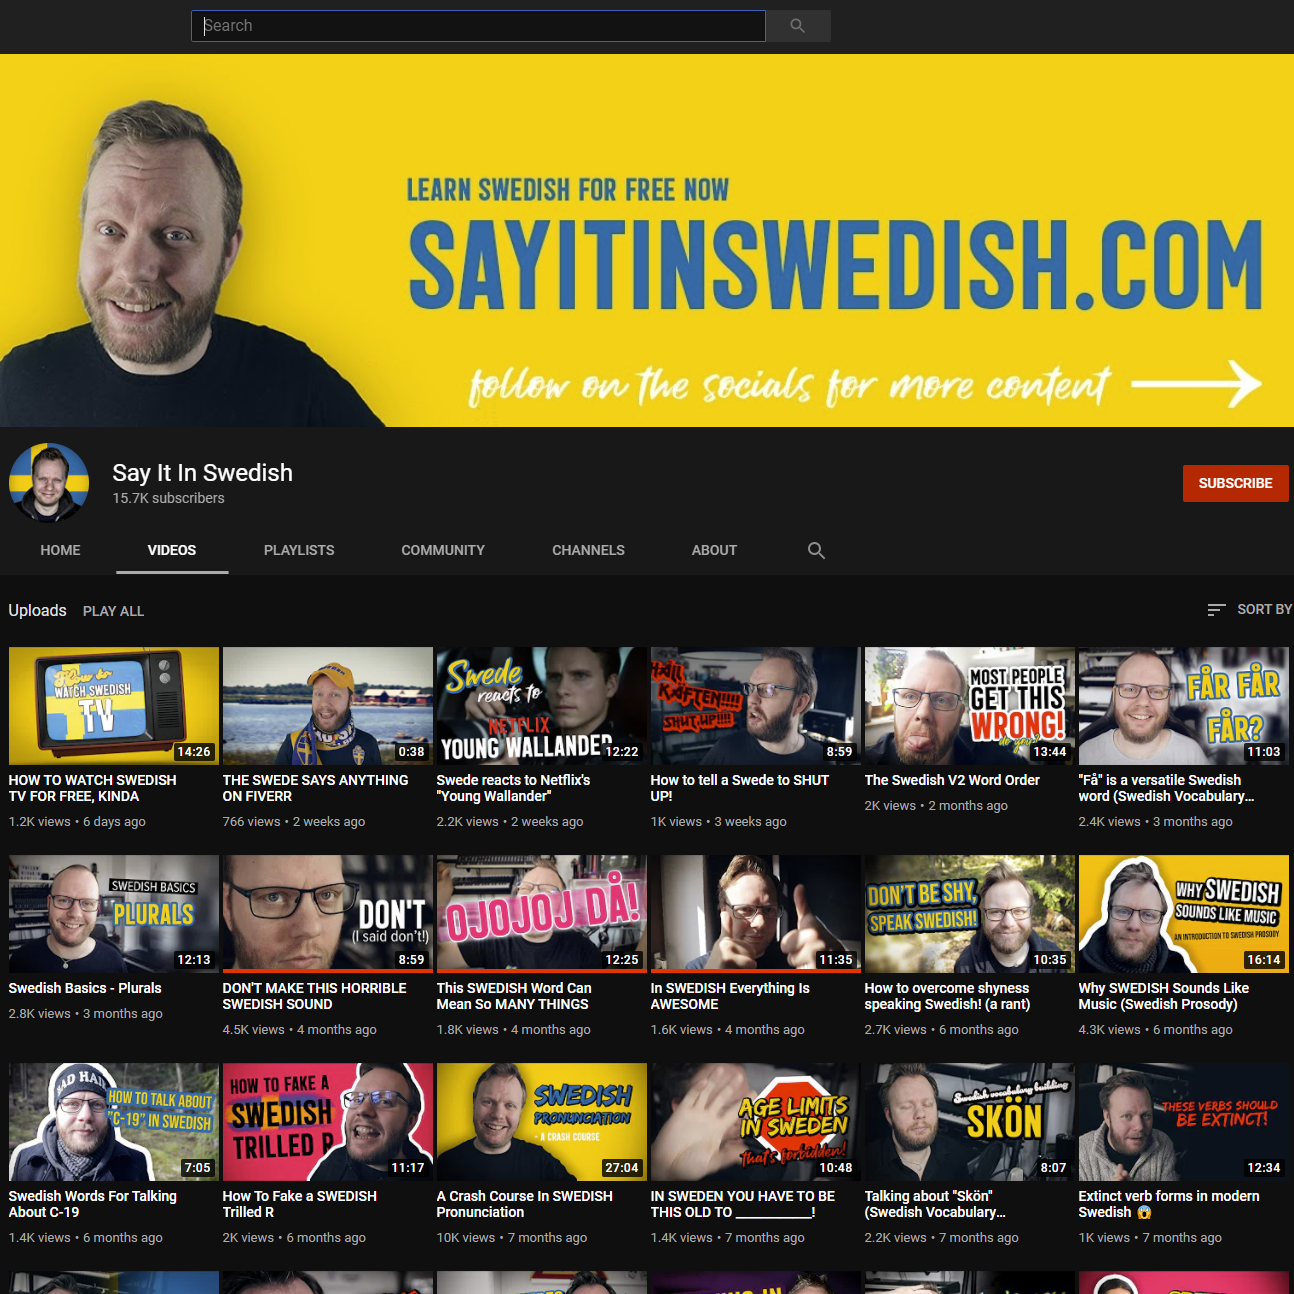 Search
LEARN SWEDISH FOR FREE NOW
SAYITINSWEDISH.COM
follow on the socials for more content
Say It In Swedish
15.7K subscribers
SUBSCRIBE
HOME
VIDEOS
PLAYLISTS
COMMUNITY
CHANNELS
ABOUT
Uploads
PLAY ALL
SORT BY
How to
WATCH SWEDISH
TV
14:26
HOW TO WATCH SWEDISH
TV FOR FREE, KINDA
1.2K views • 6 days ago
0:38
THE SWEDE SAYS ANYTHING
ON FIVERR
766 views • 2 weeks ago
Swede
reacts to
NETFLIX
YOUNG WALLANDER
12:22
Swede reacts to Netflix's
"Young Wallander"
2.2K views • 2 weeks ago
HÅLL
KÄFTEN!!!!
SHUT UP!!!
8:59
How to tell a Swede to SHUT
UP!
1K views • 3 weeks ago
MOST PEOPLE
GET THIS
WRONG!
do you?
13:44
The Swedish V2 Word Order
2K views • 2 months ago
FÅR FÅR
FÅR?
11:03
"Få" is a versatile Swedish
word (Swedish Vocabulary...
2.4K views • 3 months ago
SWEDISH BASICS
PLURALS
12:13
Swedish Basics - Plurals
2.8K views • 3 months ago
DON'T
(I said don't!)
8:59
DON'T MAKE THIS HORRIBLE
SWEDISH SOUND
4.5K views • 4 months ago
OJOJOJ DÅ!
12:25
This SWEDISH Word Can
Mean So MANY THINGS
1.8K views • 4 months ago
11:35
In SWEDISH Everything Is
AWESOME
1.6K views • 4 months ago
DON'T BE SHY,
SPEAK SWEDISH!
10:35
How to overcome shyness
speaking Swedish! (a rant)
2.7K views • 6 months ago
WHY SWEDISH
SOUNDS LIKE MUSIC
AN INTRODUCTION TO SWEDISH PROSODY
16:14
Why SWEDISH Sounds Like
Music (Swedish Prosody)
4.3K views • 6 months ago
BAD HAIR
HOW TO TALK ABOUT
"C-19" IN SWEDISH
7:05
Swedish Words For Talking
About C-19
1.4K views • 6 months ago
HOW TO FAKE A
SWEDISH
TRILLED R
11:17
How To Fake a SWEDISH
Trilled R
2K views • 6 months ago
SWEDISH
PRONUNCIATION
- A CRASH COURSE
27:04
A Crash Course In SWEDISH
Pronunciation
10K views • 7 months ago
AGE LIMITS
IN SWEDEN
that's forbidden!
10:48
IN SWEDEN YOU HAVE TO BE
THIS OLD TO ___________!
1.4K views • 7 months ago
Swedish vocabulary building
SKÖN
8:07
Talking about "Skön"
(Swedish Vocabulary...
2.2K views • 7 months ago
THESE VERBS SHOULD
BE EXTINCT!
12:34
Extinct verb forms in modern
Swedish 😱
1K views • 7 months ago